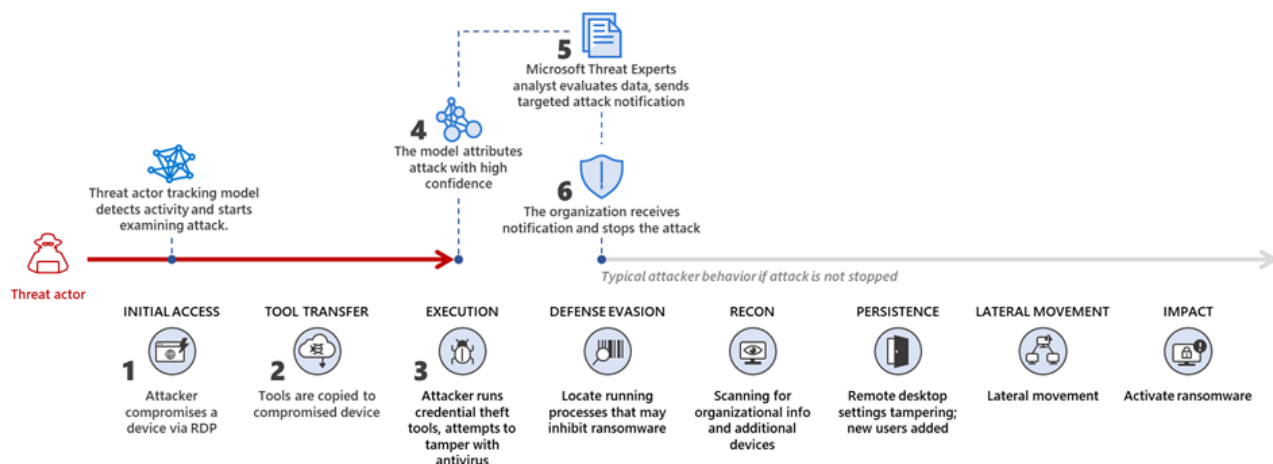 5
Microsoft Threat Experts
analyst evaluates data, sends
targeted attack notification
4
The model attributes
attack with high
confidence
Threat actor tracking model
detects activity and starts
examining attack.
6
The organization receives
notification and stops the attack
Threat actor
Typical attacker behavior if attack is not stopped
INITIAL ACCESS
1
Attacker
compromises a
device via RDP
TOOL TRANSFER
2
Tools are copied to
compromised device
EXECUTION
3
Attacker runs
credential theft
tools, attempts to
tamper with
antivirus
DEFENSE EVASION
Locate running
processes that may
inhibit ransomware
RECON
Scanning for
organizational info
and additional
devices
PERSISTENCE
Remote desktop
settings tampering;
new users added
LATERAL MOVEMENT
Lateral movement
IMPACT
Activate ransomware